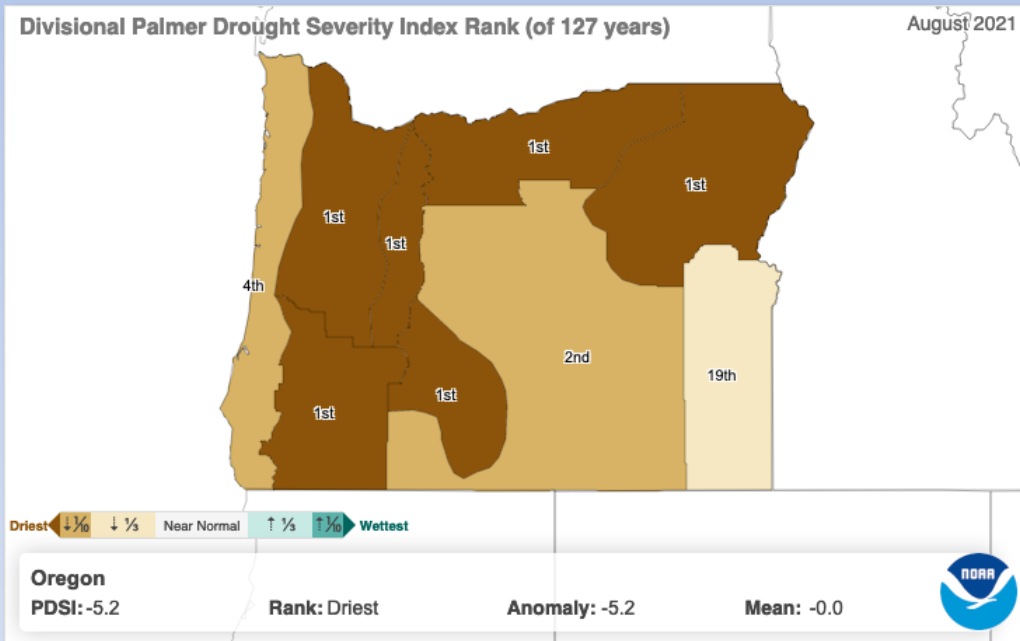 Divisional Palmer Drought Severity Index Rank (of 127 years)
August 2021
1st
1st
1st
1st
4th
2nd
19th
1st
1st
Driest ↓⅒ ↓ ⅓ Near Normal ↑ ⅓ ↑⅒ Wettest
Oregon
PDSI: -5.2 Rank: Driest Anomaly: -5.2 Mean: -0.0
NOAA